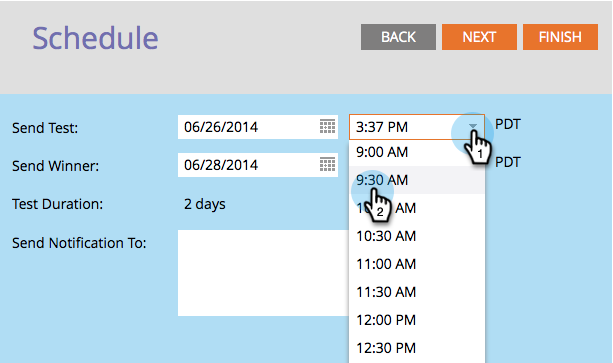 Schedule
BACK
NEXT
FINISH
Send Test:
06/26/2014
3:37 PM
PDT
1
Send Winner:
06/28/2014
9:00 AM
PDT
9:30 AM
2
Test Duration:
2 days
AM
Send Notification To:
10:30 AM
11:00 AM
11:30 AM
12:00 PM
12:30 PM